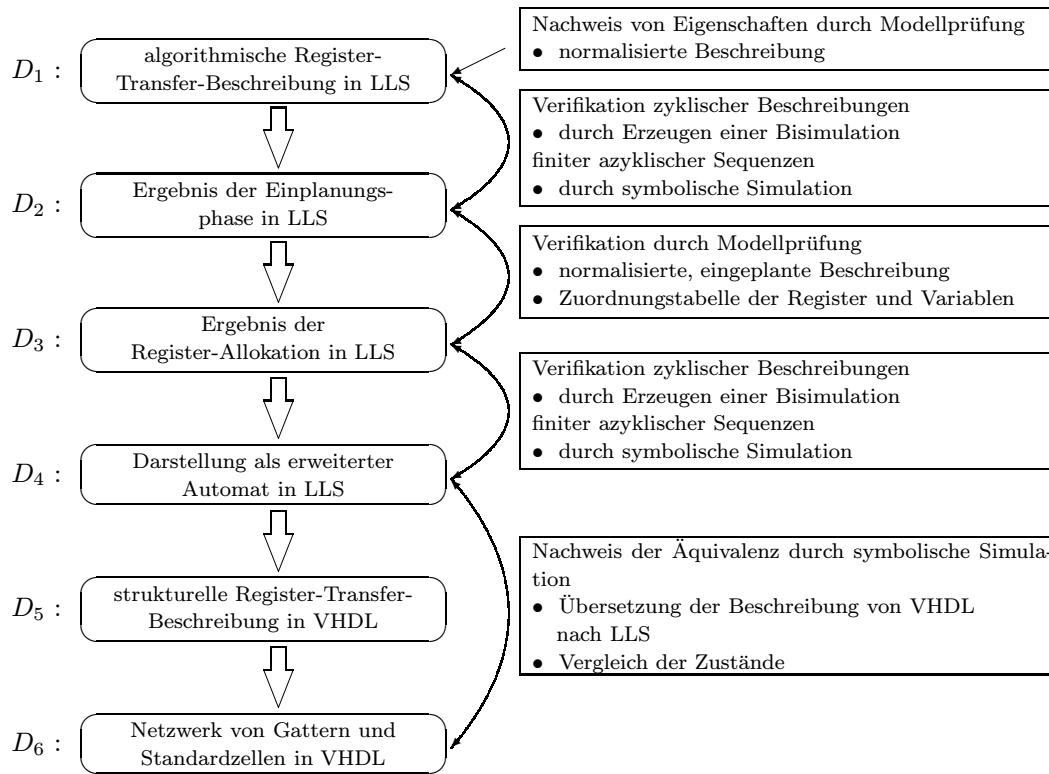 D₁ :
algorithmische Register-
Transfer-Beschreibung in LLS
Nachweis von Eigenschaften durch Modellprüfung
• normalisierte Beschreibung
Verifikation zyklischer Beschreibungen
• durch Erzeugen einer Bisimulation
finiter azyklischer Sequenzen
• durch symbolische Simulation
D₂ :
Ergebnis der Einplanungs-
phase in LLS
Verifikation durch Modellprüfung
• normalisierte, eingeplante Beschreibung
• Zuordnungstabelle der Register und Variablen
D₃ :
Ergebnis der
Register-Allokation in LLS
Verifikation zyklischer Beschreibungen
• durch Erzeugen einer Bisimulation
finiter azyklischer Sequenzen
• durch symbolische Simulation
D₄ :
Darstellung als erweiterter
Automat in LLS
Nachweis der Äquivalenz durch symbolische Simula-
tion
• Übersetzung der Beschreibung von VHDL
nach LLS
• Vergleich der Zustände
D₅ :
strukturelle Register-Transfer-
Beschreibung in VHDL
D₆ :
Netzwerk von Gattern und
Standardzellen in VHDL